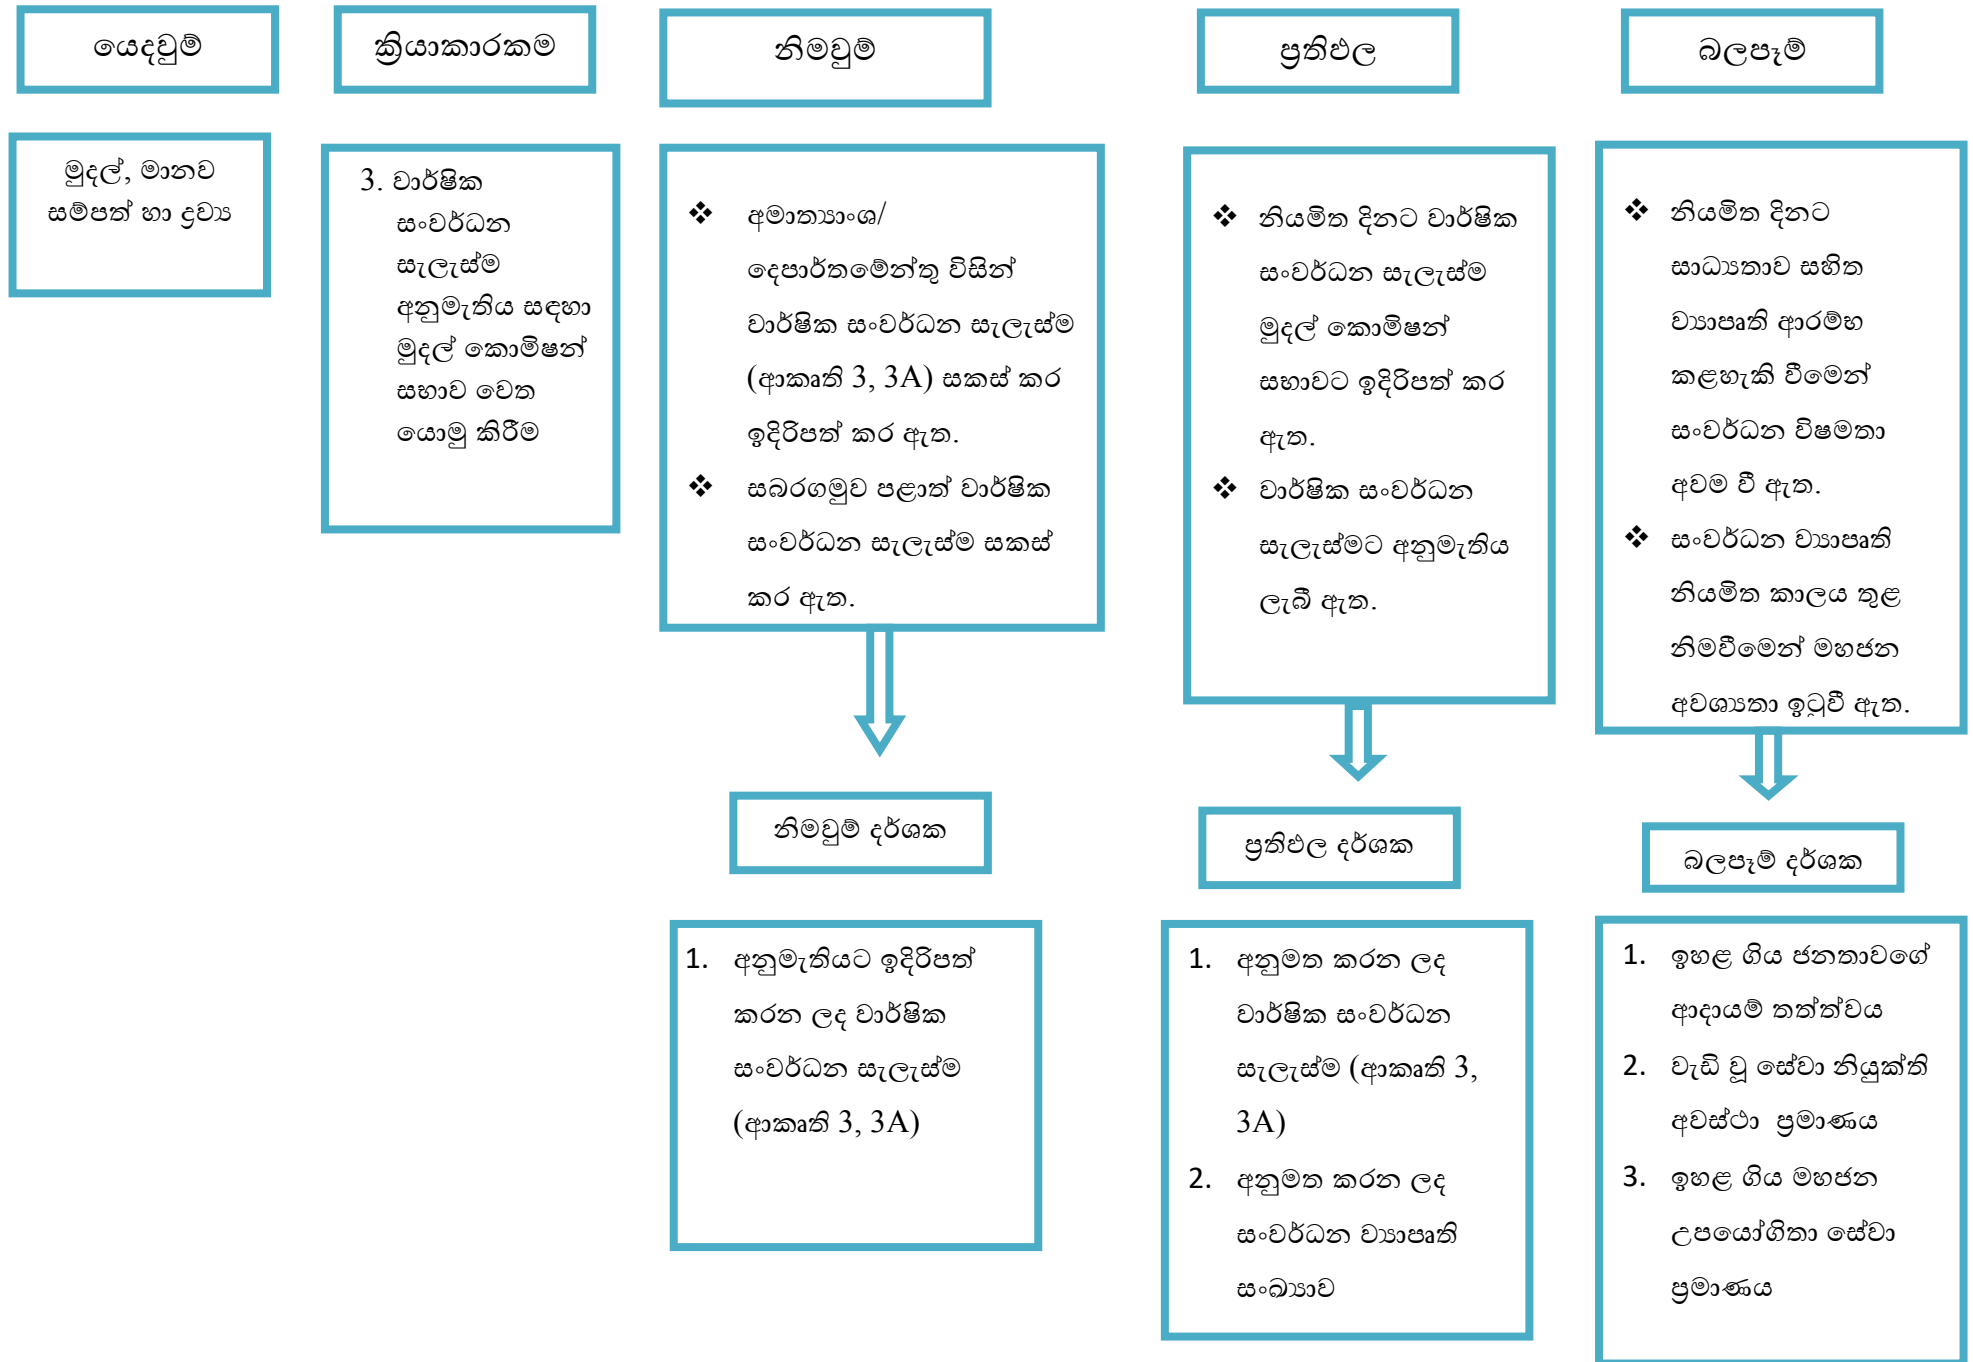 යෙදවුම්
ක්‍රියාකාරකම
නිමවුම්
ප්‍රතිඵල
බලපෑම්
මුදල්, මානව
සම්පත් හා ද්‍රව්‍ය
3. වාර්ෂික
සංවර්ධන
සැලැස්ම
අනුමැතිය සඳහා
මුදල් කොමිෂන්
සභාව වෙත
යොමු කිරීම
❖ අමාත්‍යාංශ/
දෙපාර්තමේන්තු විසින්
වාර්ෂික සංවර්ධන සැලැස්ම
(ආකෘති 3, 3A) සකස් කර
ඉදිරිපත් කර ඇත.
❖ සබරගමුව පළාත් වාර්ෂික
සංවර්ධන සැලැස්ම සකස්
කර ඇත.
❖ නියමිත දිනට වාර්ෂික
සංවර්ධන සැලැස්ම
මුදල් කොමිෂන්
සභාවට ඉදිරිපත් කර
ඇත.
❖ වාර්ෂික සංවර්ධන
සැලැස්මට අනුමැතිය
ලැබී ඇත.
❖ නියමිත දිනට
සාධ්‍යතාව සහිත
ව්‍යාපෘති ආරම්භ
කළහැකි වීමෙන්
සංවර්ධන විෂමතා
අවම වී ඇත.
❖ සංවර්ධන ව්‍යාපෘති
නියමිත කාලය තුළ
නිමවීමෙන් මහජන
අවශ්‍යතා ඉටුවී ඇත.
නිමවුම් දර්ශක
ප්‍රතිඵල දර්ශක
බලපෑම් දර්ශක
1. අනුමැතියට ඉදිරිපත්
කරන ලද වාර්ෂික
සංවර්ධන සැලැස්ම
(ආකෘති 3, 3A)
1. අනුමත කරන ලද
වාර්ෂික සංවර්ධන
සැලැස්ම (ආකෘති 3,
3A)
2. අනුමත කරන ලද
සංවර්ධන ව්‍යාපෘති
සංඛ්‍යාව
1. ඉහළ ගිය ජනතාවගේ
ආදායම් තත්ත්වය
2. වැඩි වූ සේවා නියුක්ති
අවස්ථා ප්‍රමාණය
3. ඉහළ ගිය මහජන
උපයෝගිතා සේවා
ප්‍රමාණය